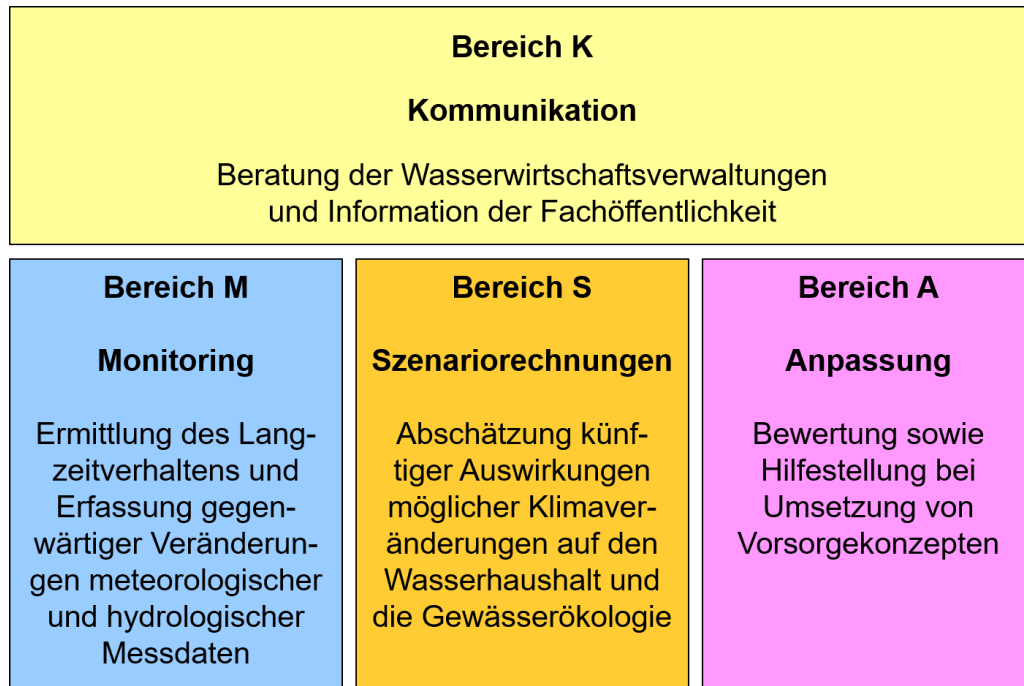 Bereich K
Kommunikation
Beratung der Wasserwirtschaftsverwaltungen
und Information der Fachöffentlichkeit
Bereich M
Monitoring
Ermittlung des Lang-
zeitverhaltens und
Erfassung gegen-
wärtiger Veränderun-
gen meteorologischer
und hydrologischer
Messdaten
Bereich S
Szenariorechnungen
Abschätzung künf-
tiger Auswirkungen
möglicher Klimaver-
änderungen auf den
Wasserhaushalt und
die Gewässerökologie
Bereich A
Anpassung
Bewertung sowie
Hilfestellung bei
Umsetzung von
Vorsorgekonzepten